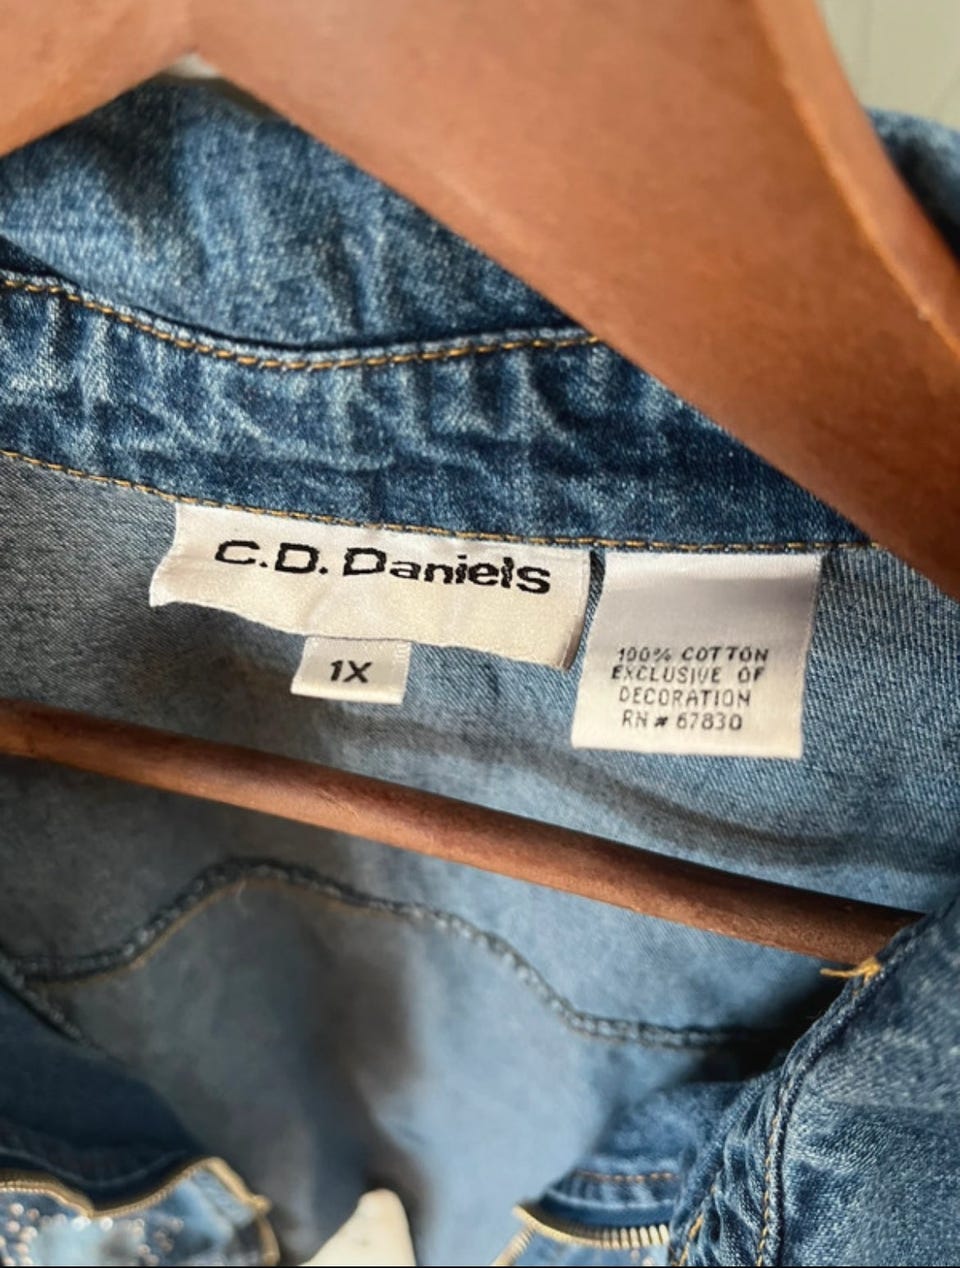 C.D. Daniels
1X
100% COTTON
EXCLUSIVE OF
DECORATION
RN # 67830